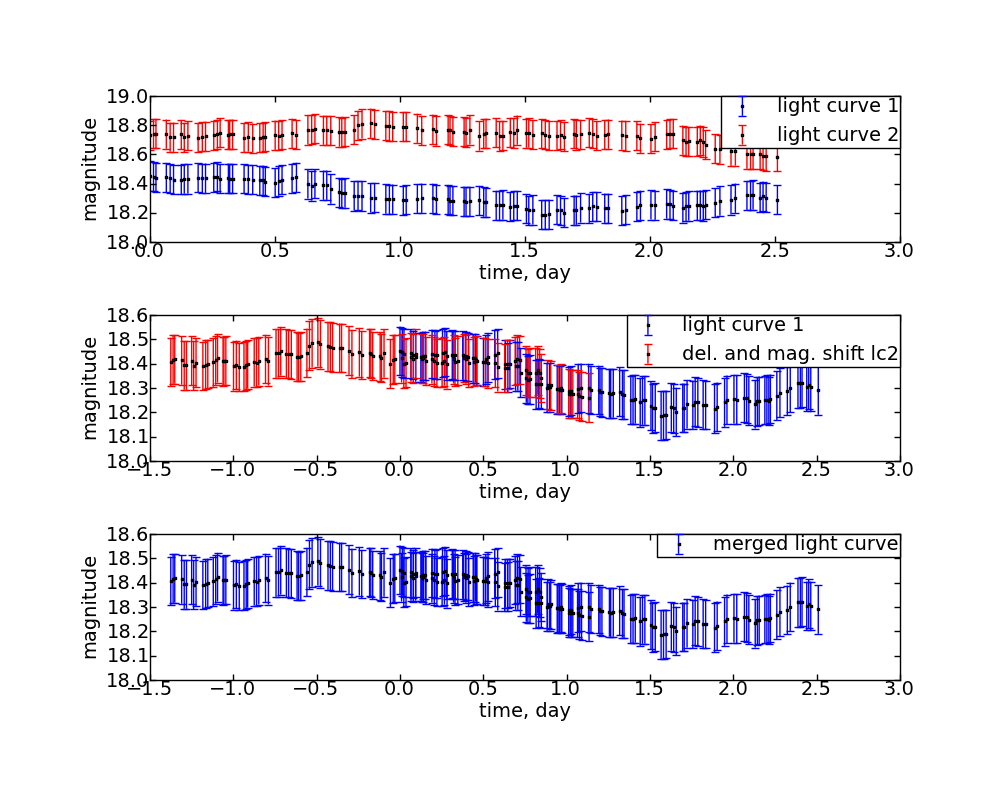 19.0
18.8
18.6
18.4
18.2
18.0
magnitude
light curve 1
light curve 2
0.0 0.5 1.0 1.5 2.0 2.5 3.0
time, day
18.6
18.5
18.4
18.3
18.2
18.1
18.0
magnitude
light curve 1
del. and mag. shift lc2
−1.5 −1.0 −0.5 0.0 0.5 1.0 1.5 2.0 2.5 3.0
time, day
18.6
18.5
18.4
18.3
18.2
18.1
18.0
magnitude
merged light curve
−1.5 −1.0 −0.5 0.0 0.5 1.0 1.5 2.0 2.5 3.0
time, day